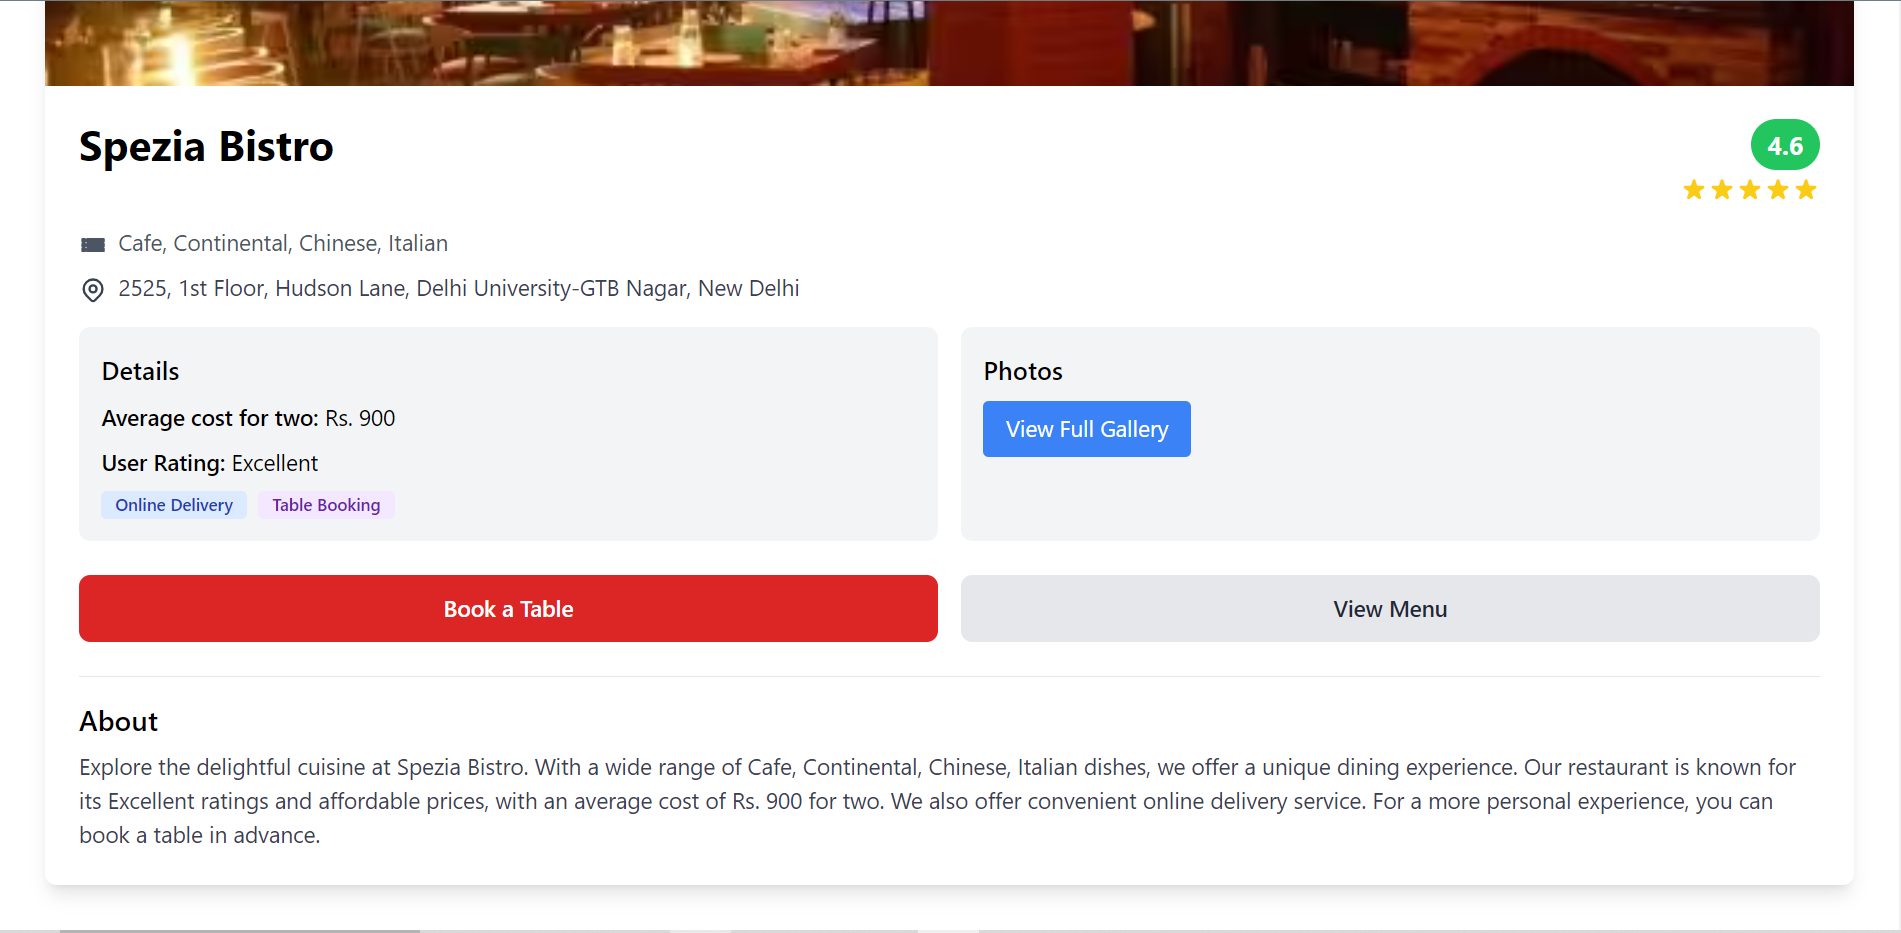 Spezia Bistro
4.6
Cafe, Continental, Chinese, Italian
2525, 1st Floor, Hudson Lane, Delhi University-GTB Nagar, New Delhi
Details
Average cost for two: Rs. 900
User Rating: Excellent
Online Delivery Table Booking
Photos
View Full Gallery
Book a Table
View Menu
About
Explore the delightful cuisine at Spezia Bistro. With a wide range of Cafe, Continental, Chinese, Italian dishes, we offer a unique dining experience. Our restaurant is known for
its Excellent ratings and affordable prices, with an average cost of Rs. 900 for two. We also offer convenient online delivery service. For a more personal experience, you can
book a table in advance.